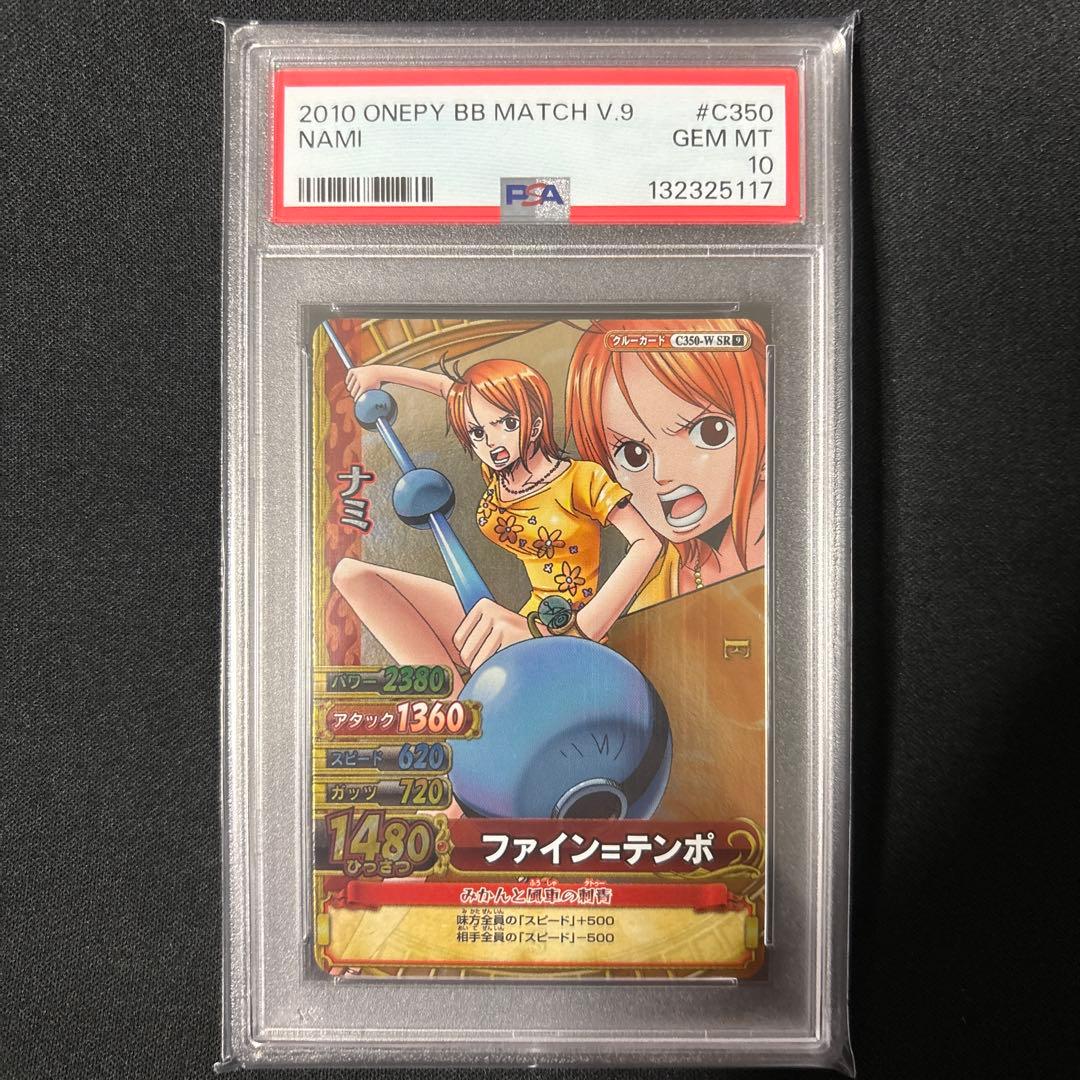 2010 ONEPY BB MATCH V.9 #C350
NAMI GEM MT
10
PSA 132325117
クルーカード C350-W SR 9
ナミ
E
パワー 2380
アタック 1360
スピード 620
ガッツ 720
1480
ひっさつ
ファイン=テンポ
みかんと風車の刺青
味方全員の「スピード」+500
相手全員の「スピード」-500